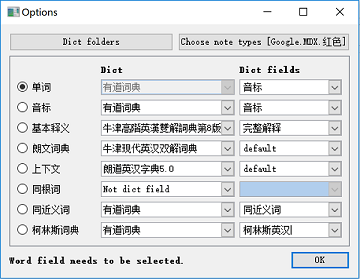 Options
Dict folders Choose note types [Google.MDX.红色]
Dict Dict fields
单词 有道词典 音标
音标 有道词典 音标
基本释义 牛津高階英漢雙解詞典第8版 完整解释
朗文词典 牛津现代英汉双解词典 default
上下文 朗道英汉字典5.0 default
同根词 Not dict field
同近义词 有道词典 同近义词
柯林斯词典 有道词典 柯林斯英汉
Word field needs to be selected. OK